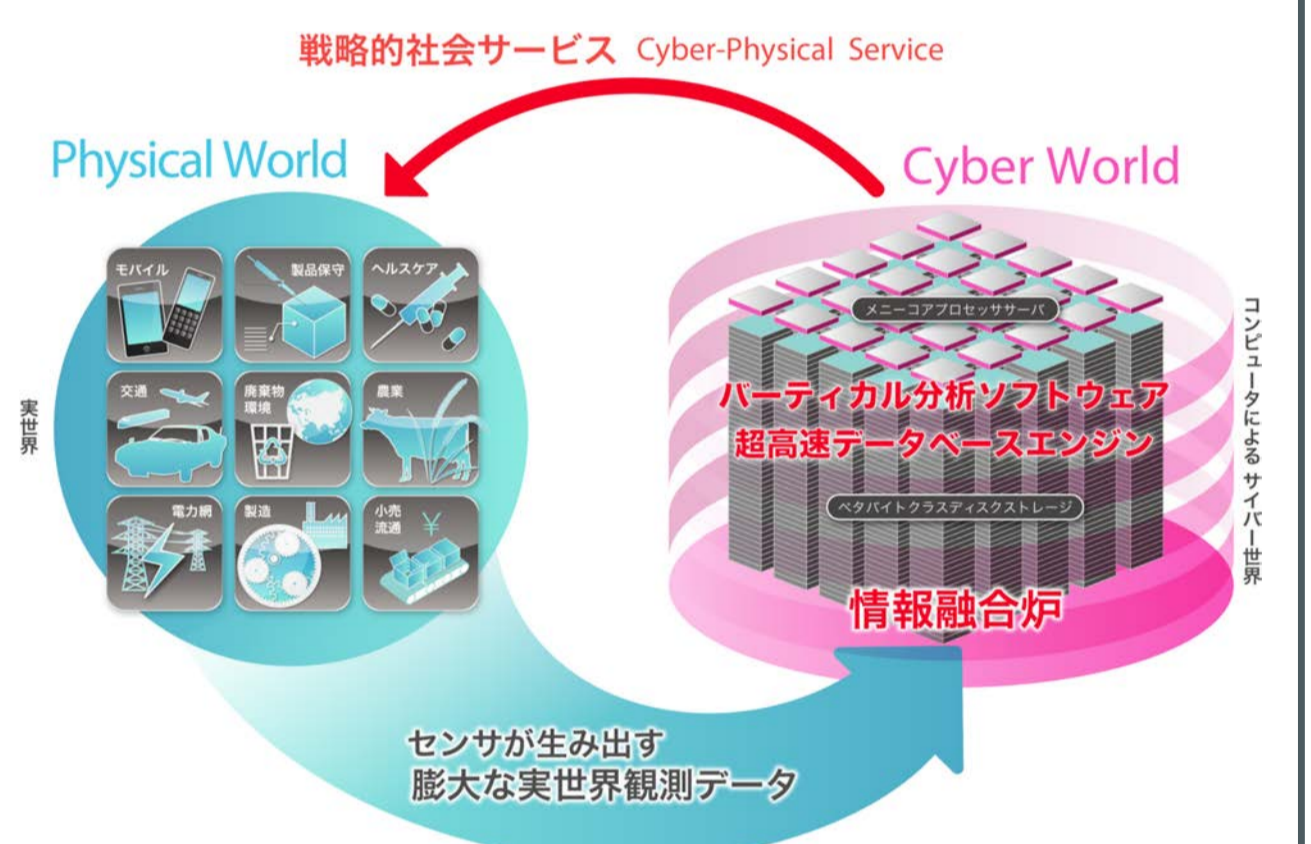 戦略的社会サービス Cyber-Physical Service
Physical World
Cyber World
モバイル
製品保守
ヘルスケア
交通
廃棄物
環境
農業
電力網
製造
小売
流通
¥
実世界
メニーコアプロセッササーバ
バーティカル分析ソフトウェア
超高速データベースエンジン
ペタバイトクラスディスクストレージ
情報融合炉
コンピュータによる サイバー世界
センサが生み出す
膨大な実世界観測データ